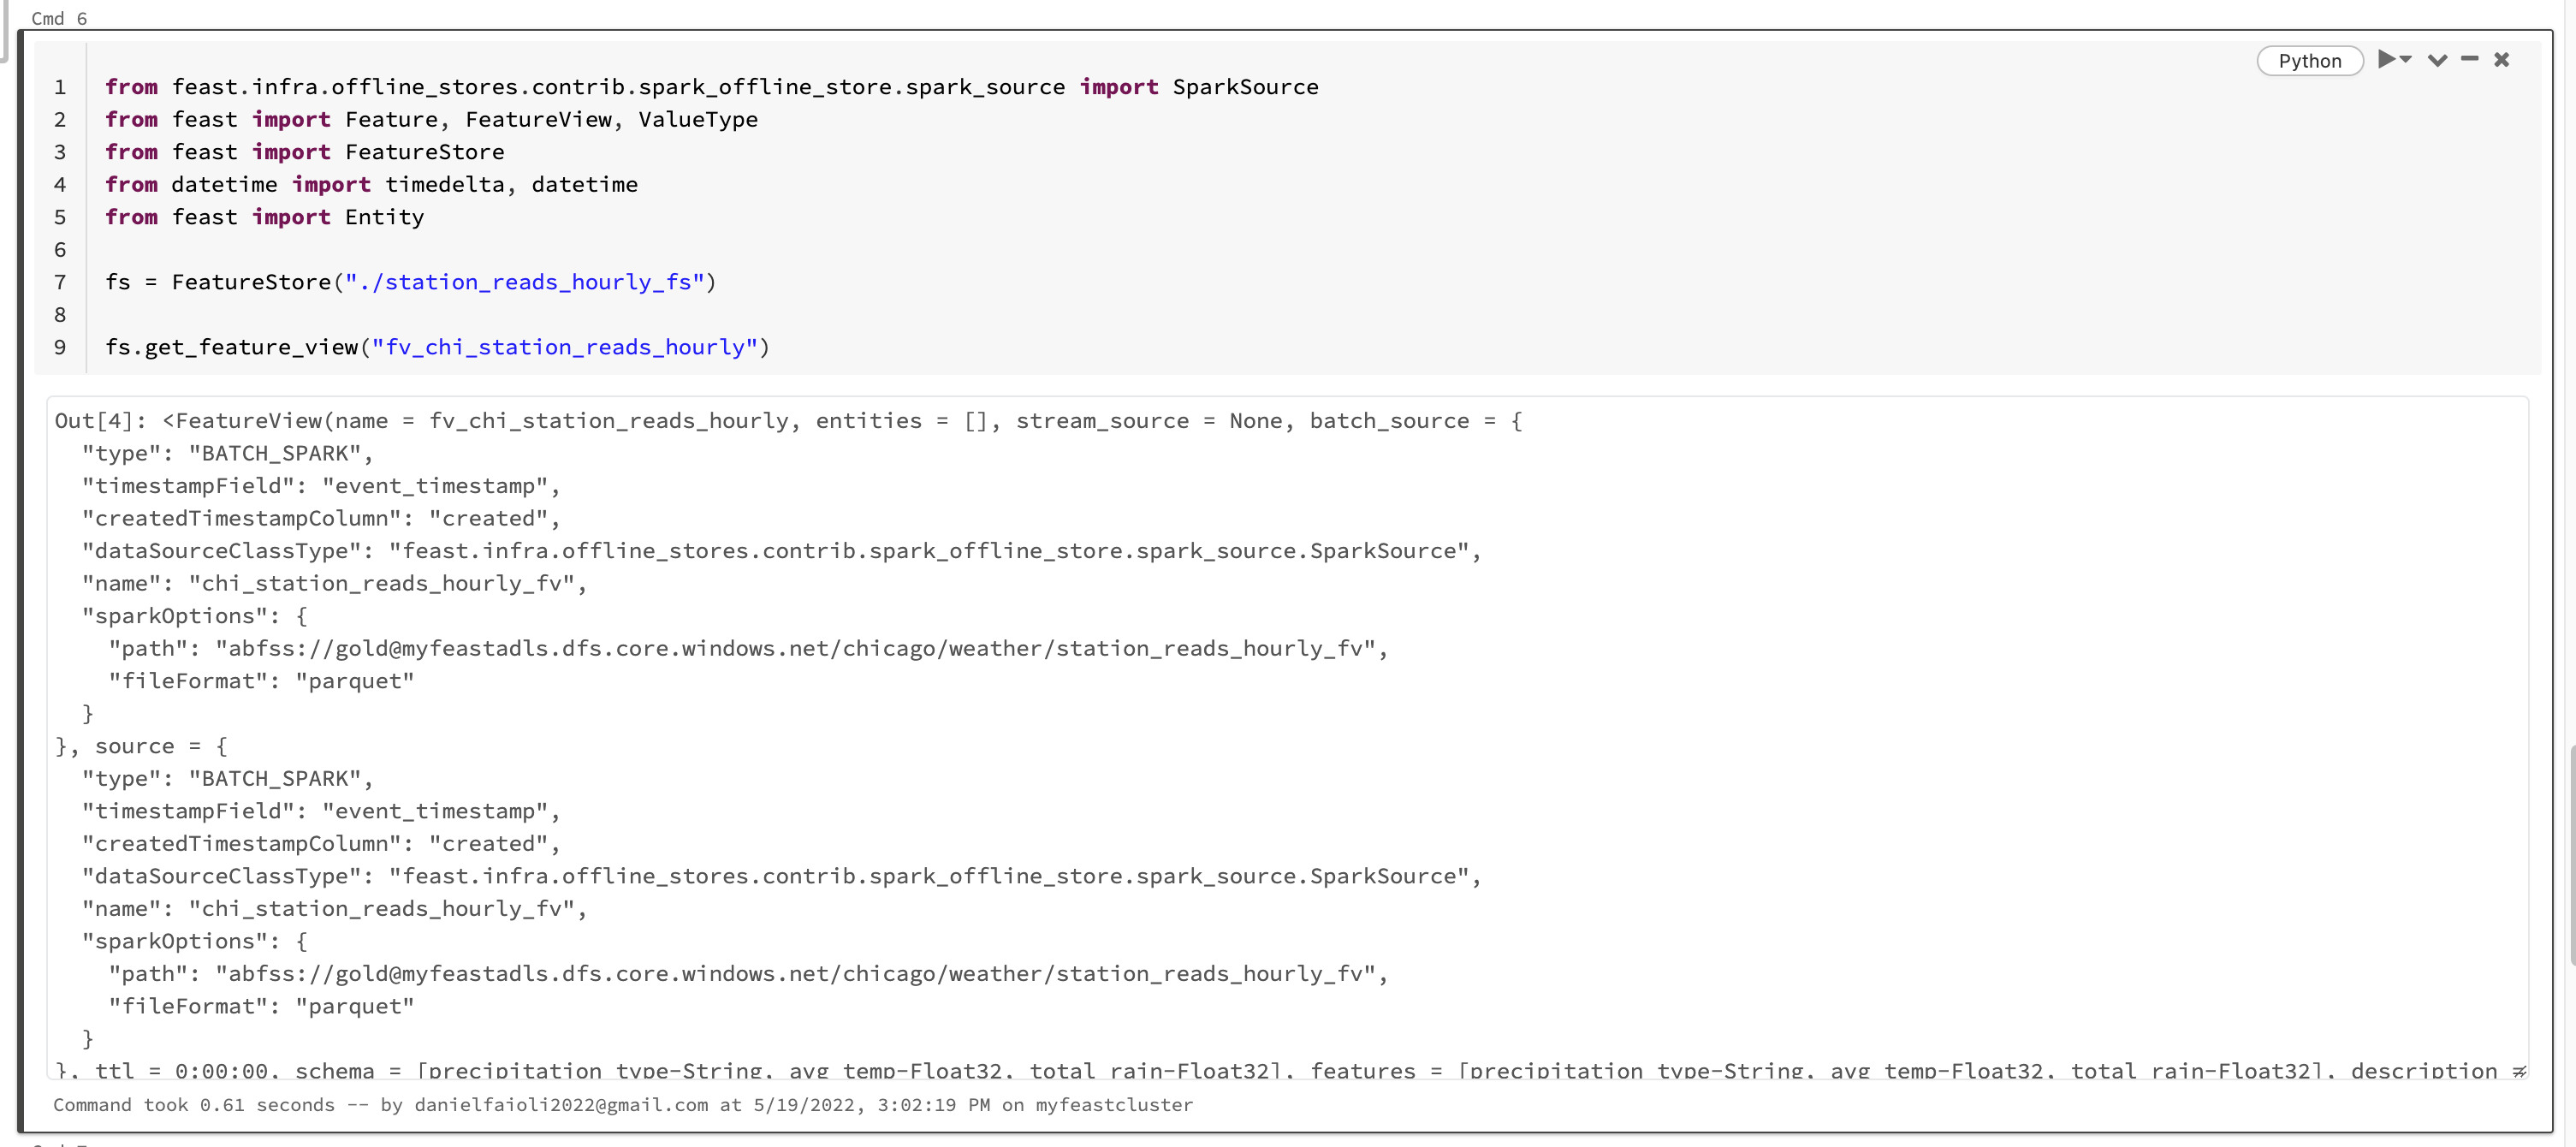 Cmd 6
Python
1 from feast.infra.offline_stores.contrib.spark_offline_store.spark_source import SparkSource
2 from feast import Feature, FeatureView, ValueType
3 from feast import FeatureStore
4 from datetime import timedelta, datetime
5 from feast import Entity
6
7 fs = FeatureStore("./station_reads_hourly_fs")
8
9 fs.get_feature_view("fv_chi_station_reads_hourly")
Out[4]: <FeatureView(name = fv_chi_station_reads_hourly, entities = [], stream_source = None, batch_source = {
  "type": "BATCH_SPARK",
  "timestampField": "event_timestamp",
  "createdTimestampColumn": "created",
  "dataSourceClassType": "feast.infra.offline_stores.contrib.spark_offline_store.spark_source.SparkSource",
  "name": "chi_station_reads_hourly_fv",
  "sparkOptions": {
    "path": "abfss://gold@myfeastadls.dfs.core.windows.net/chicago/weather/station_reads_hourly_fv",
    "fileFormat": "parquet"
  }
}, source = {
  "type": "BATCH_SPARK",
  "timestampField": "event_timestamp",
  "createdTimestampColumn": "created",
  "dataSourceClassType": "feast.infra.offline_stores.contrib.spark_offline_store.spark_source.SparkSource",
  "name": "chi_station_reads_hourly_fv",
  "sparkOptions": {
    "path": "abfss://gold@myfeastadls.dfs.core.windows.net/chicago/weather/station_reads_hourly_fv",
    "fileFormat": "parquet"
  }
}, ttl = 0:00:00, schema = [precipitation_type-String, avg_temp-Float32, total_rain-Float32], features = [precipitation_type-String, avg_temp-Float32, total_rain-Float32], description =
Command took 0.61 seconds -- by danielfaioli2022@gmail.com at 5/19/2022, 3:02:19 PM on myfeastcluster